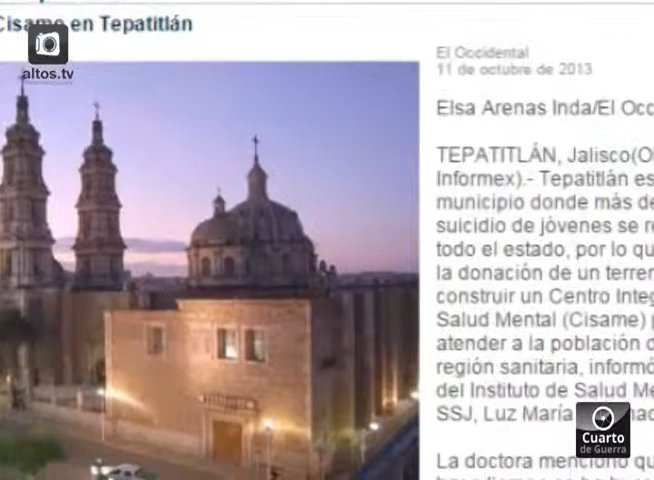 Cisame en Tepatitlán
altos.tv
El Occidental
11 de octubre de 2013
Elsa Arenas Inda/El Occ
TEPATITLÁN, Jalisco(O
Informex).- Tepatitlán es
municipio donde más de
suicidio de jóvenes se re
todo el estado, por lo qu
la donación de un terrer
construir un Centro Integ
Salud Mental (Cisame) p
atender a la población d
región sanitaria, informó
del Instituto de Salud Me
SSJ, Luz María
Cuarto
de Guerra
La doctora mencionó qu